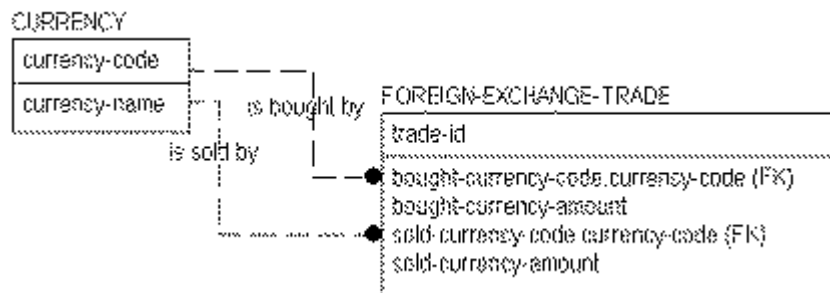 CURRENCY
currency-code
currency-name
is bought by
is sold by
FOREIGN-EXCHANGE-TRADE
trade-id
bought-currency-code.currency-code (FK)
bought-currency-amount
sold-currency-code.currency-code (FK)
sold-currency-amount